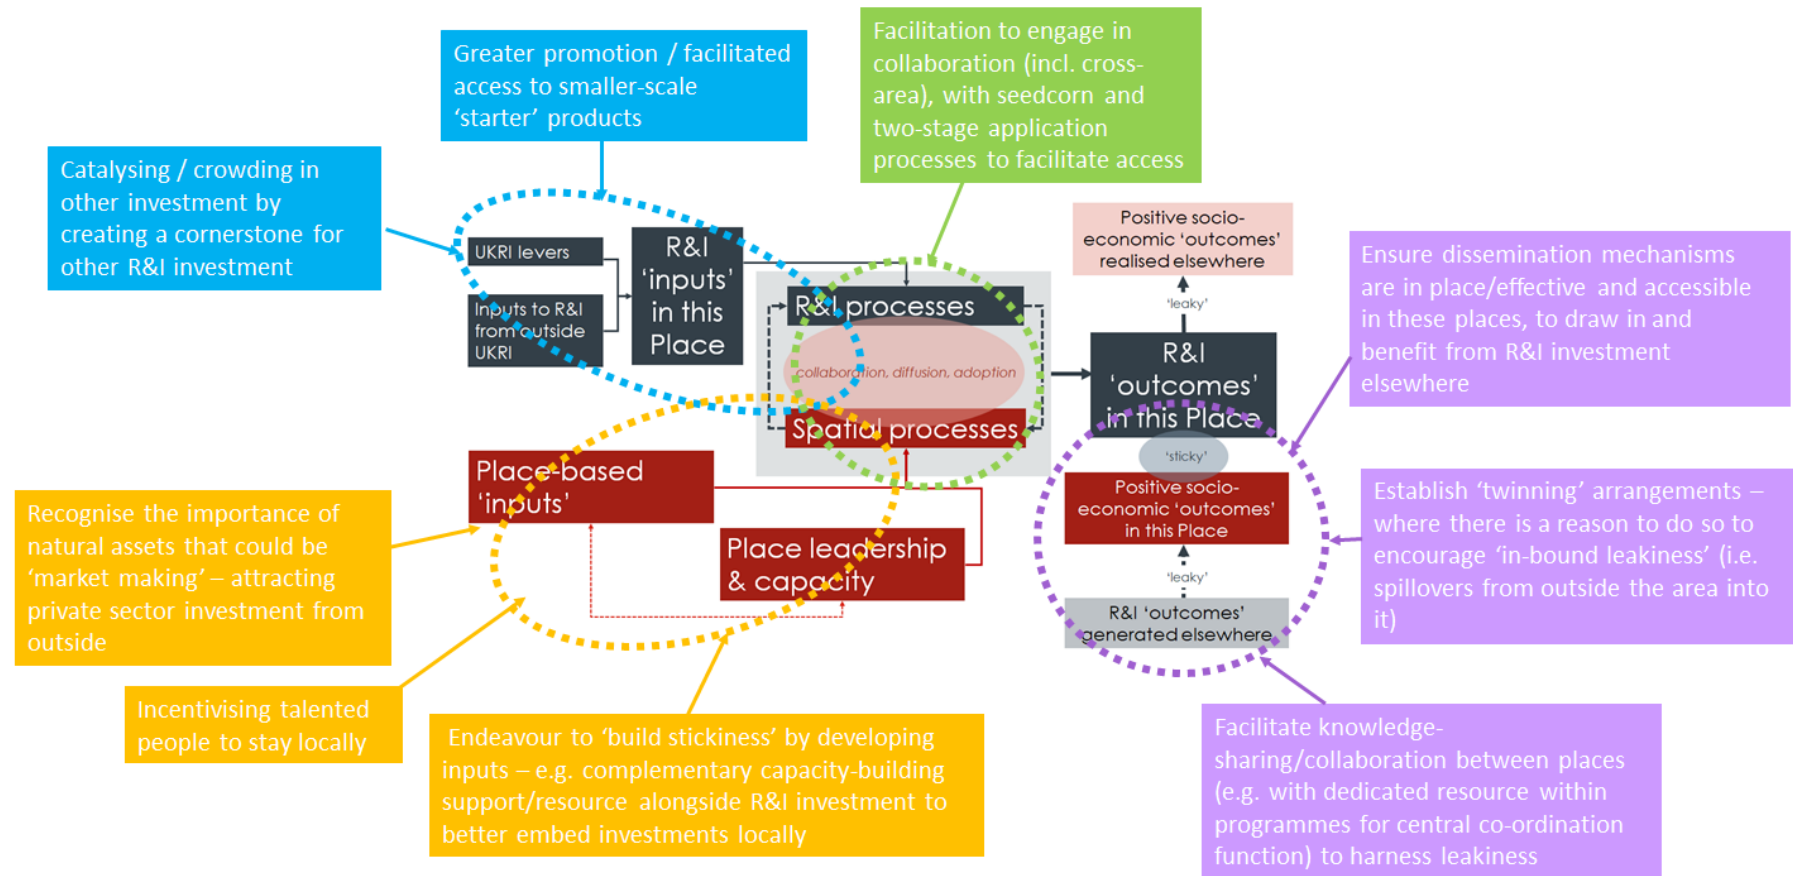 Greater promotion / facilitated
access to smaller-scale
‘starter’ products
Facilitation to engage in
collaboration (incl. cross-
area), with seedcorn and
two-stage application
processes to facilitate access
Catalysing / crowding in
other investment by
creating a cornerstone for
other R&I investment
UKRI levers
Inputs to R&I
from outside
UKRI
R&I
‘inputs’
in this
Place
R&I processes
collaboration, diffusion, adoption
Spatial processes
Positive socio-
economic ‘outcomes’
realised elsewhere
‘leaky’
R&I
‘outcomes’
in this Place
‘sticky’
Positive socio-
economic ‘outcomes’
in this Place
‘leaky’
R&I ‘outcomes’
generated elsewhere
Ensure dissemination mechanisms
are in place/effective and accessible
in these places, to draw in and
benefit from R&I investment
elsewhere
Place-based
‘inputs’
Place leadership
& capacity
Recognise the importance of
natural assets that could be
‘market making’ – attracting
private sector investment from
outside
Establish ‘twinning’ arrangements –
where there is a reason to do so to
encourage ‘in-bound leakiness’ (i.e.
spillovers from outside the area into
it)
Incentivising talented
people to stay locally
Endeavour to ‘build stickiness’ by developing
inputs – e.g. complementary capacity-building
support/resource alongside R&I investment to
better embed investments locally
Facilitate knowledge-
sharing/collaboration between places
(e.g. with dedicated resource within
programmes for central co-ordination
function) to harness leakiness